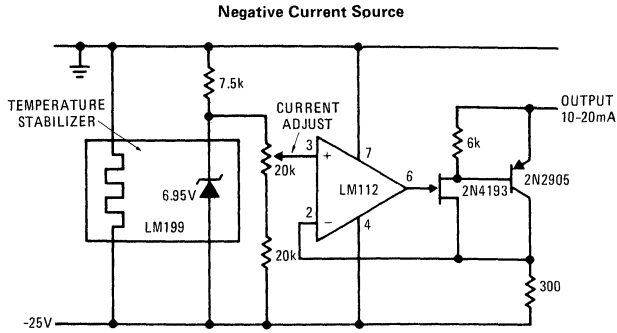 Negative Current Source
7.5k
TEMPERATURE
STABILIZER
CURRENT
ADJUST
OUTPUT
10–20mA
3
+
7
6k
20k
6.95V
LM112
6
2N4193
2N2905
2
−
4
LM199
20k
300
-25V